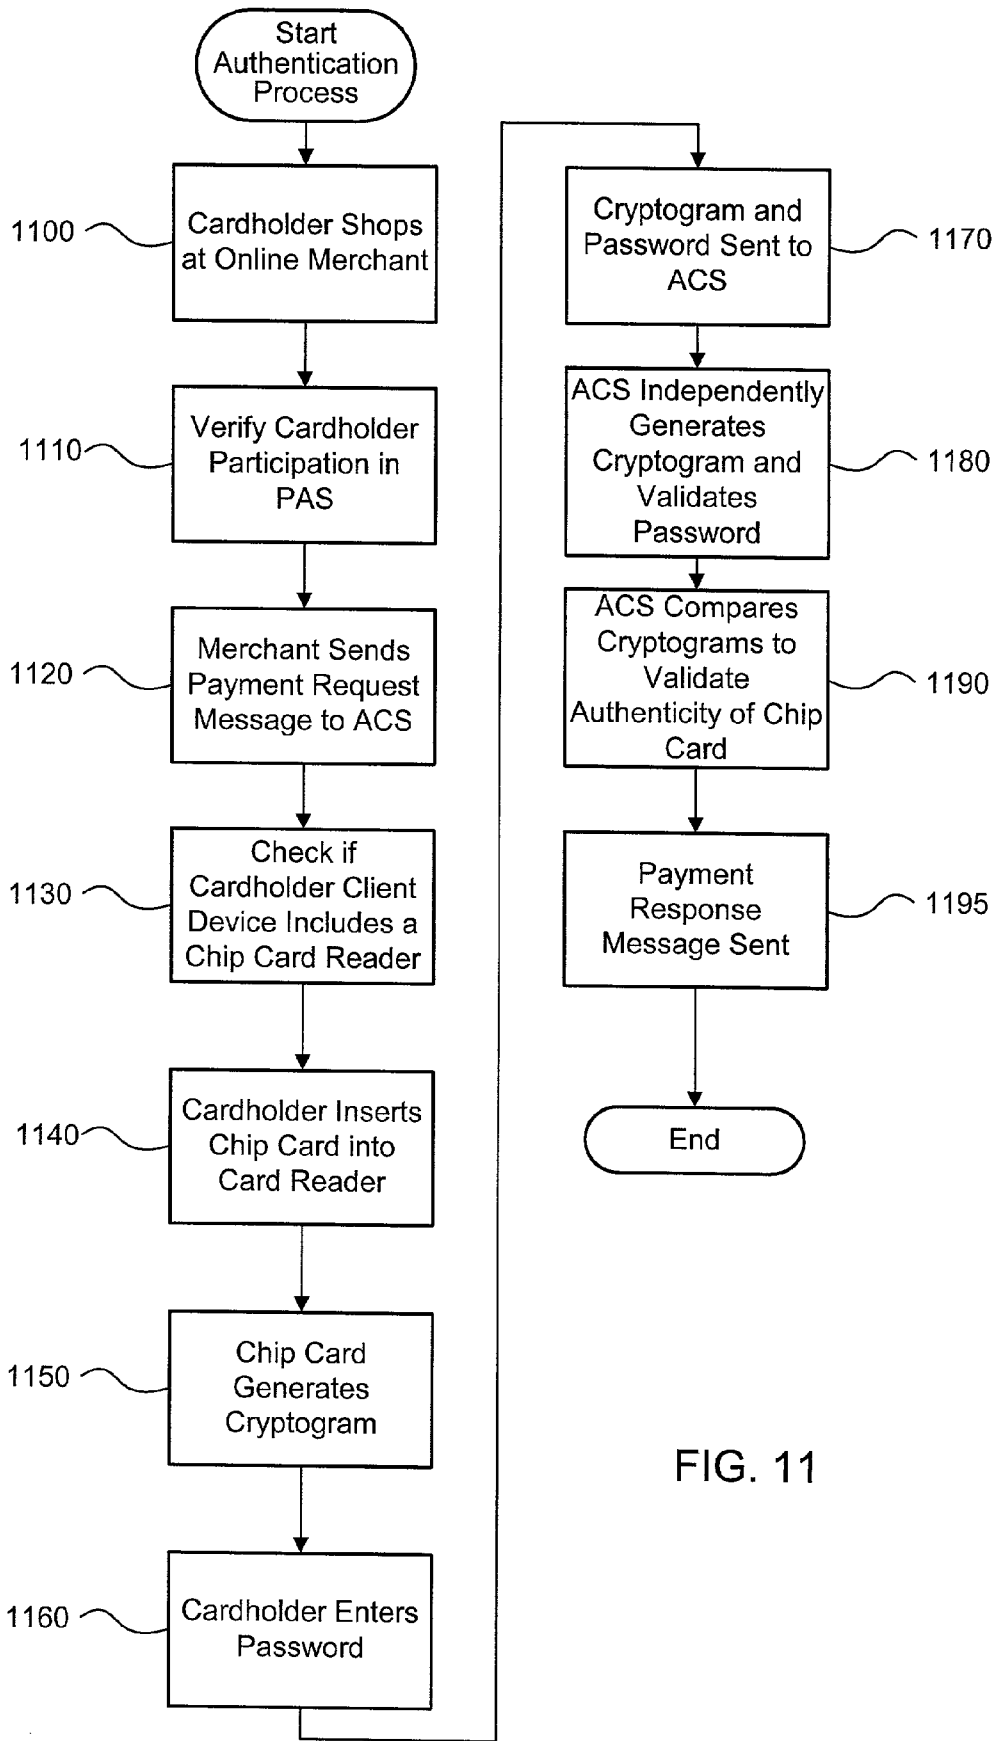 Start
Authentication
Process
1100
Cardholder Shops
at Online Merchant
1110
Verify Cardholder
Participation in
PAS
1120
Merchant Sends
Payment Request
Message to ACS
1130
Check if
Cardholder Client
Device Includes a
Chip Card Reader
1140
Cardholder Inserts
Chip Card into
Card Reader
1150
Chip Card
Generates
Cryptogram
1160
Cardholder Enters
Password
Cryptogram and
Password Sent to
ACS
1170
ACS Independently
Generates
Cryptogram and
Validates
Password
1180
ACS Compares
Cryptograms to
Validate
Authenticity of Chip
Card
1190
Payment
Response
Message Sent
1195
End
FIG. 11